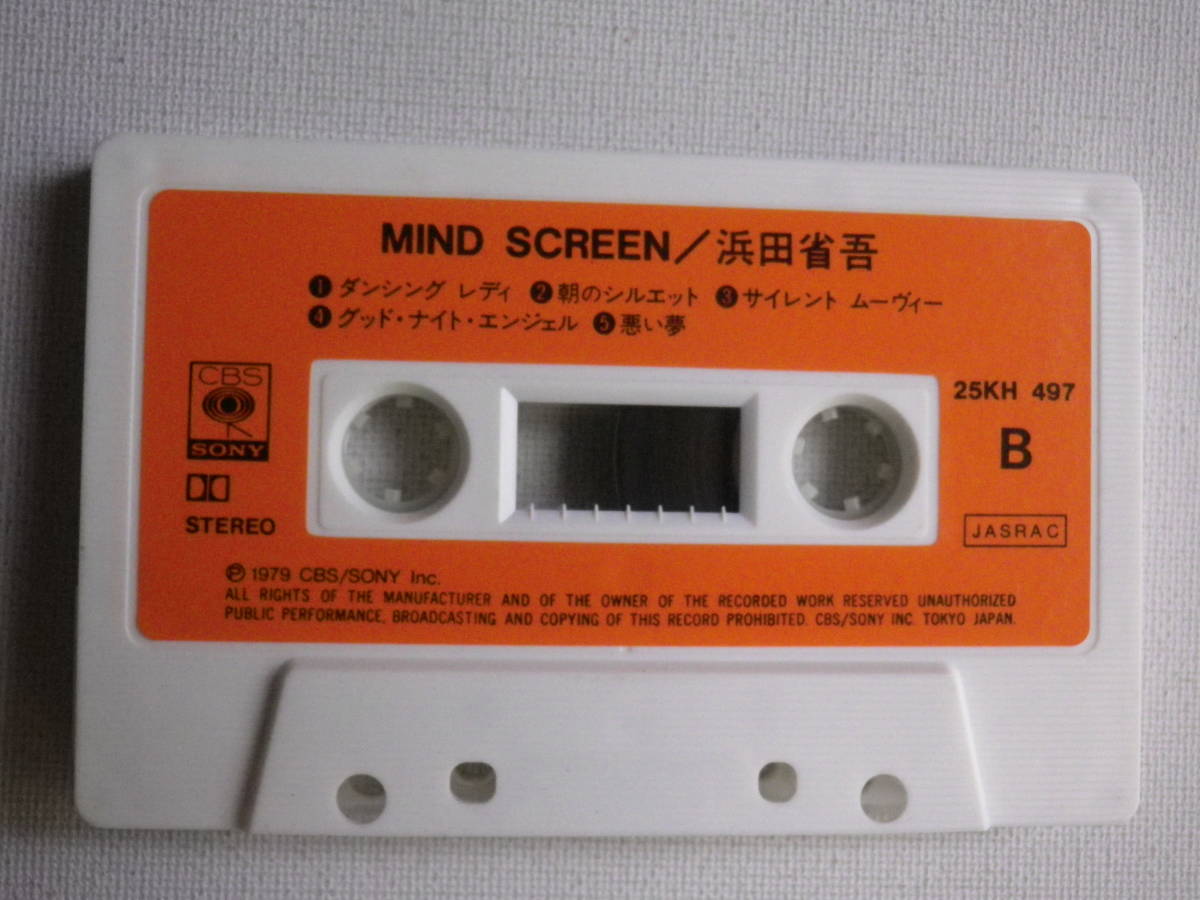 MIND SCREEN/浜田省吾
❶ダンシング レディ ❷朝のシルエット ❸サイレント ムーヴィー
❹グッド・ナイト・エンジェル ❺悪い夢
CBS
SONY
STEREO
25KH 497
B
JASRAC
Ⓟ 1979 CBS/SONY Inc.
ALL RIGHTS OF THE MANUFACTURER AND OF THE OWNER OF THE RECORDED WORK RESERVED UNAUTHORIZED
PUBLIC PERFORMANCE, BROADCASTING AND COPYING OF THIS RECORD PROHIBITED. CBS/SONY INC. TOKYO JAPAN.